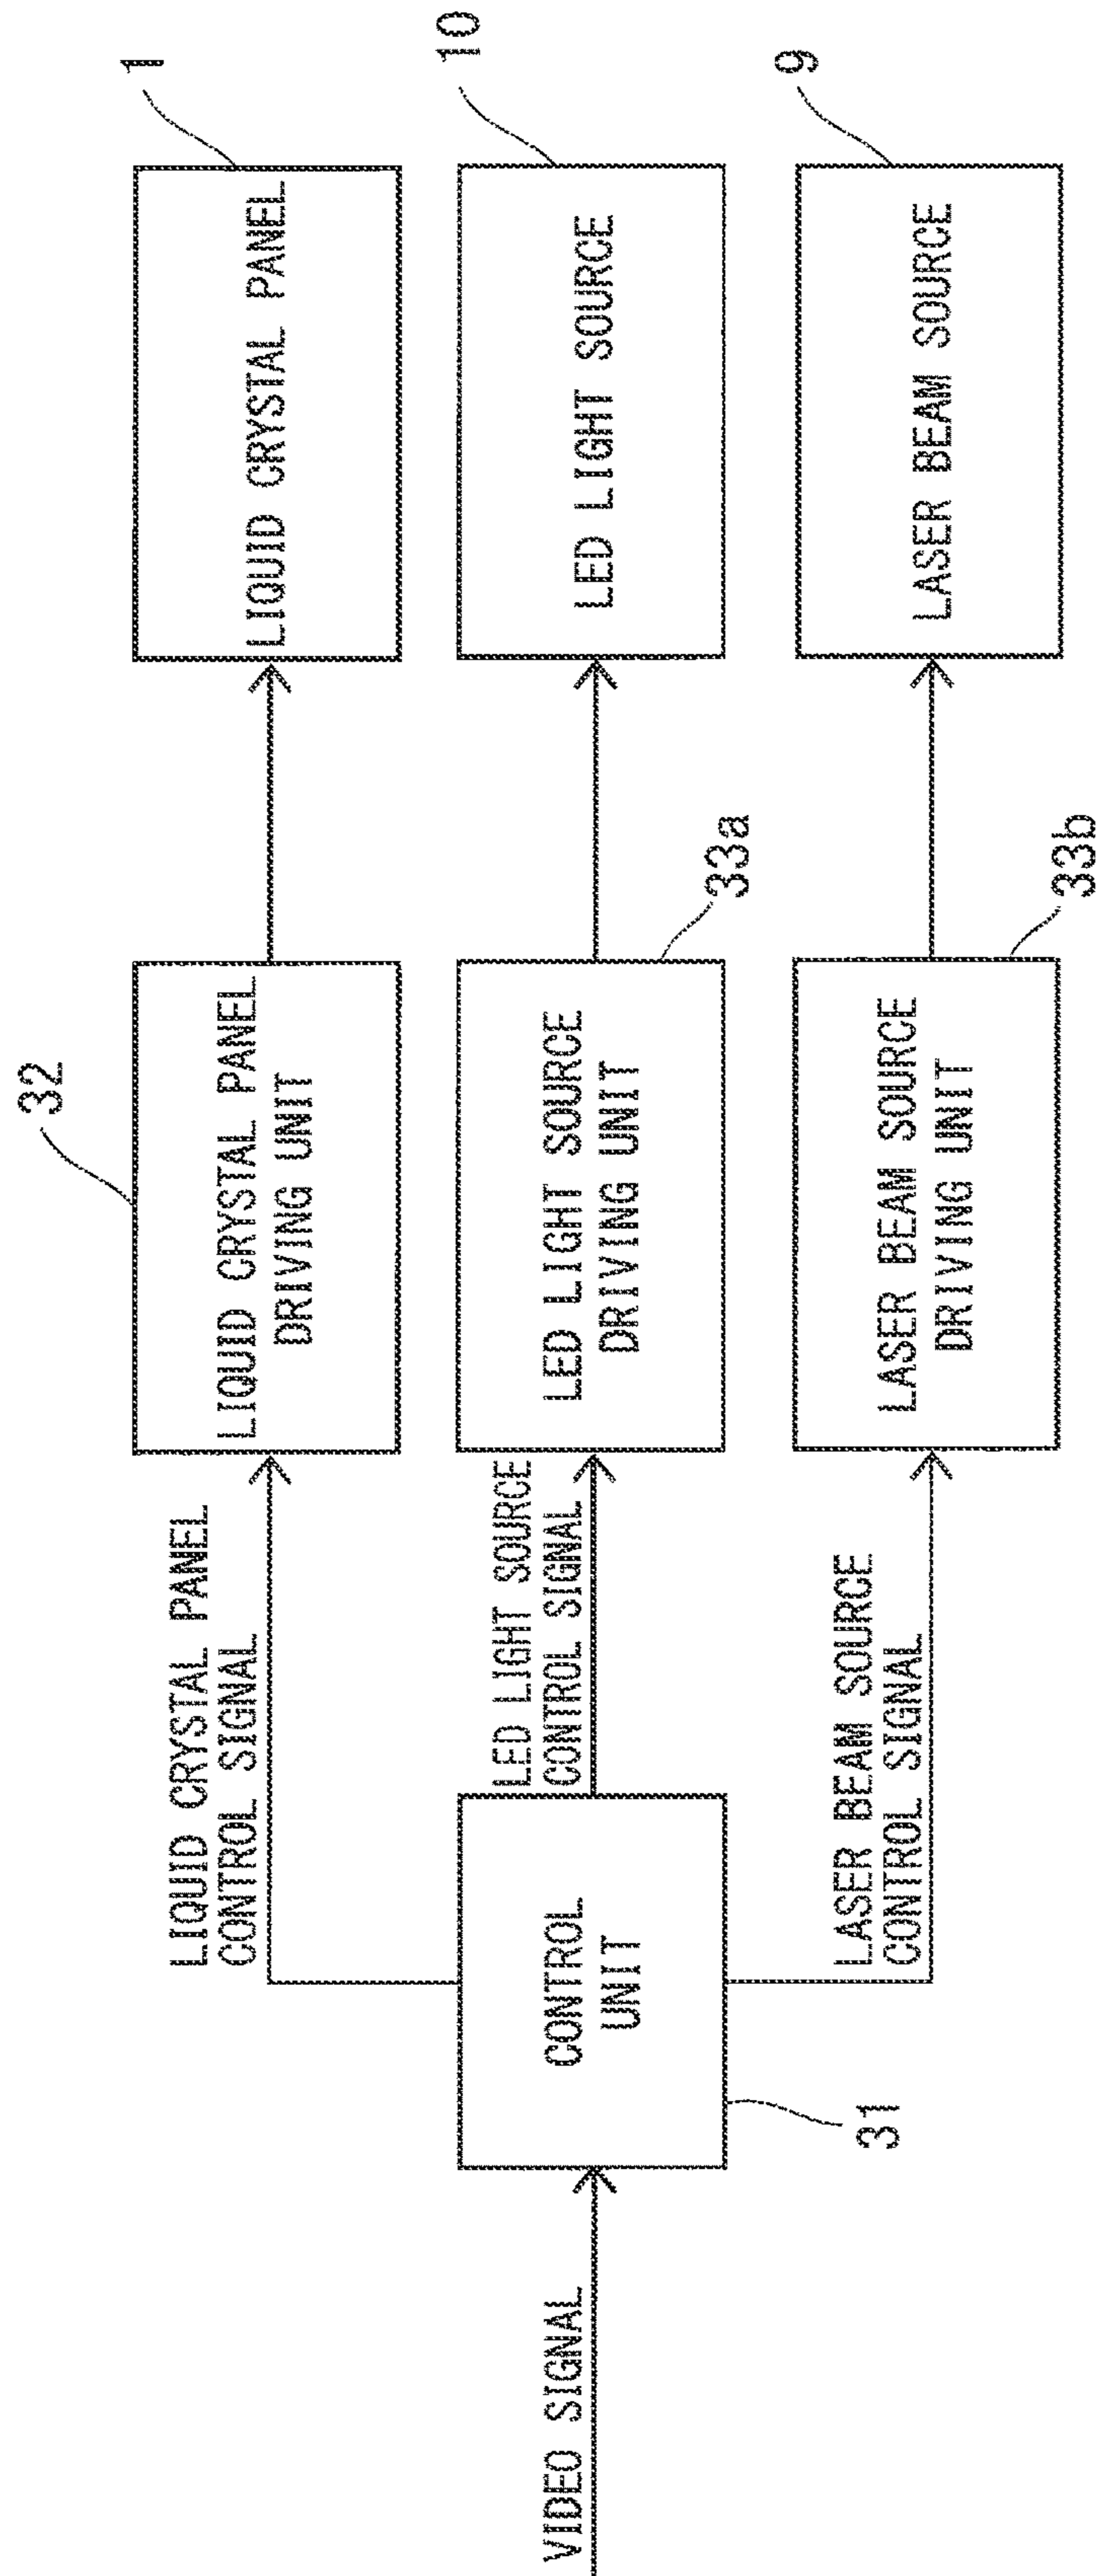 32
1
LIQUID CRYSTAL PANEL
CONTROL SIGNAL
LIQUID CRYSTAL PANEL
DRIVING UNIT
LIQUID CRYSTAL PANEL
10
VIDEO SIGNAL
CONTROL
UNIT
31
LED LIGHT SOURCE
CONTROL SIGNAL
LED LIGHT SOURCE
DRIVING UNIT
33a
LED LIGHT SOURCE
9
LASER BEAM SOURCE
CONTROL SIGNAL
LASER BEAM SOURCE
DRIVING UNIT
33b
LASER BEAM SOURCE